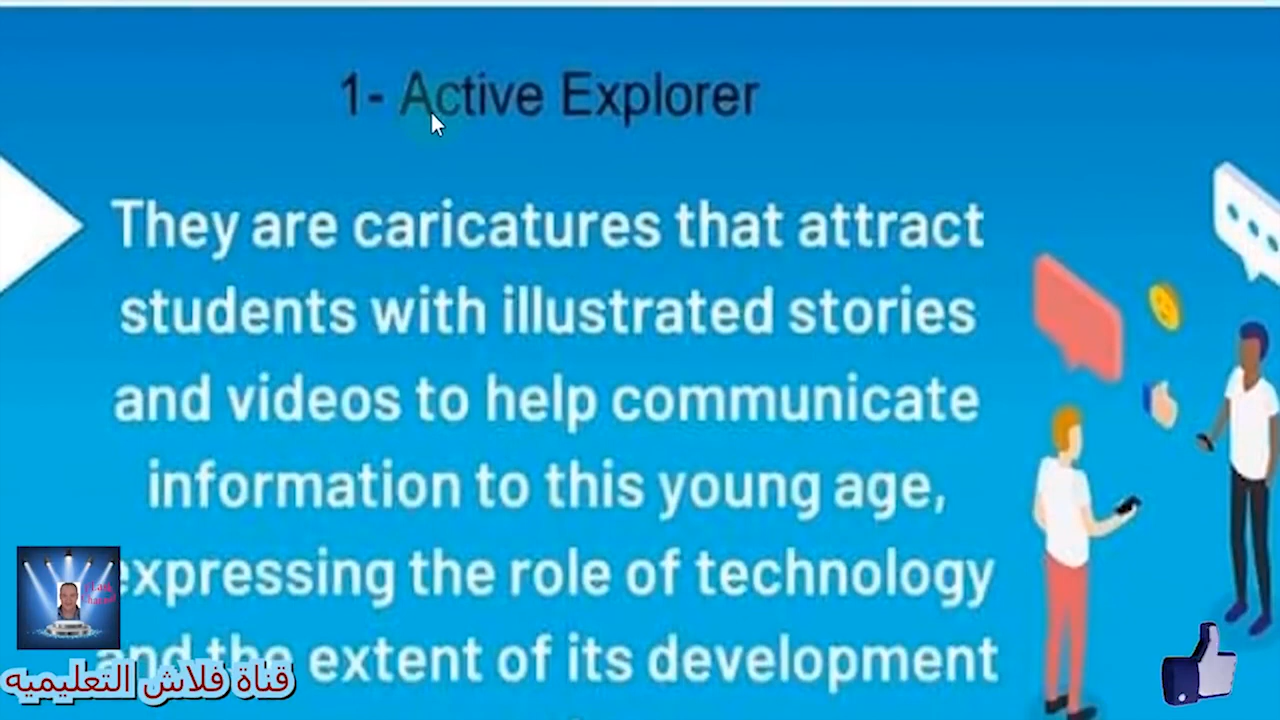 1- Active Explorer
They are caricatures that attract
students with illustrated stories
and videos to help communicate
information to this young age,
expressing the role of technology
and the extent of its development
قناة فلاش التعليميه